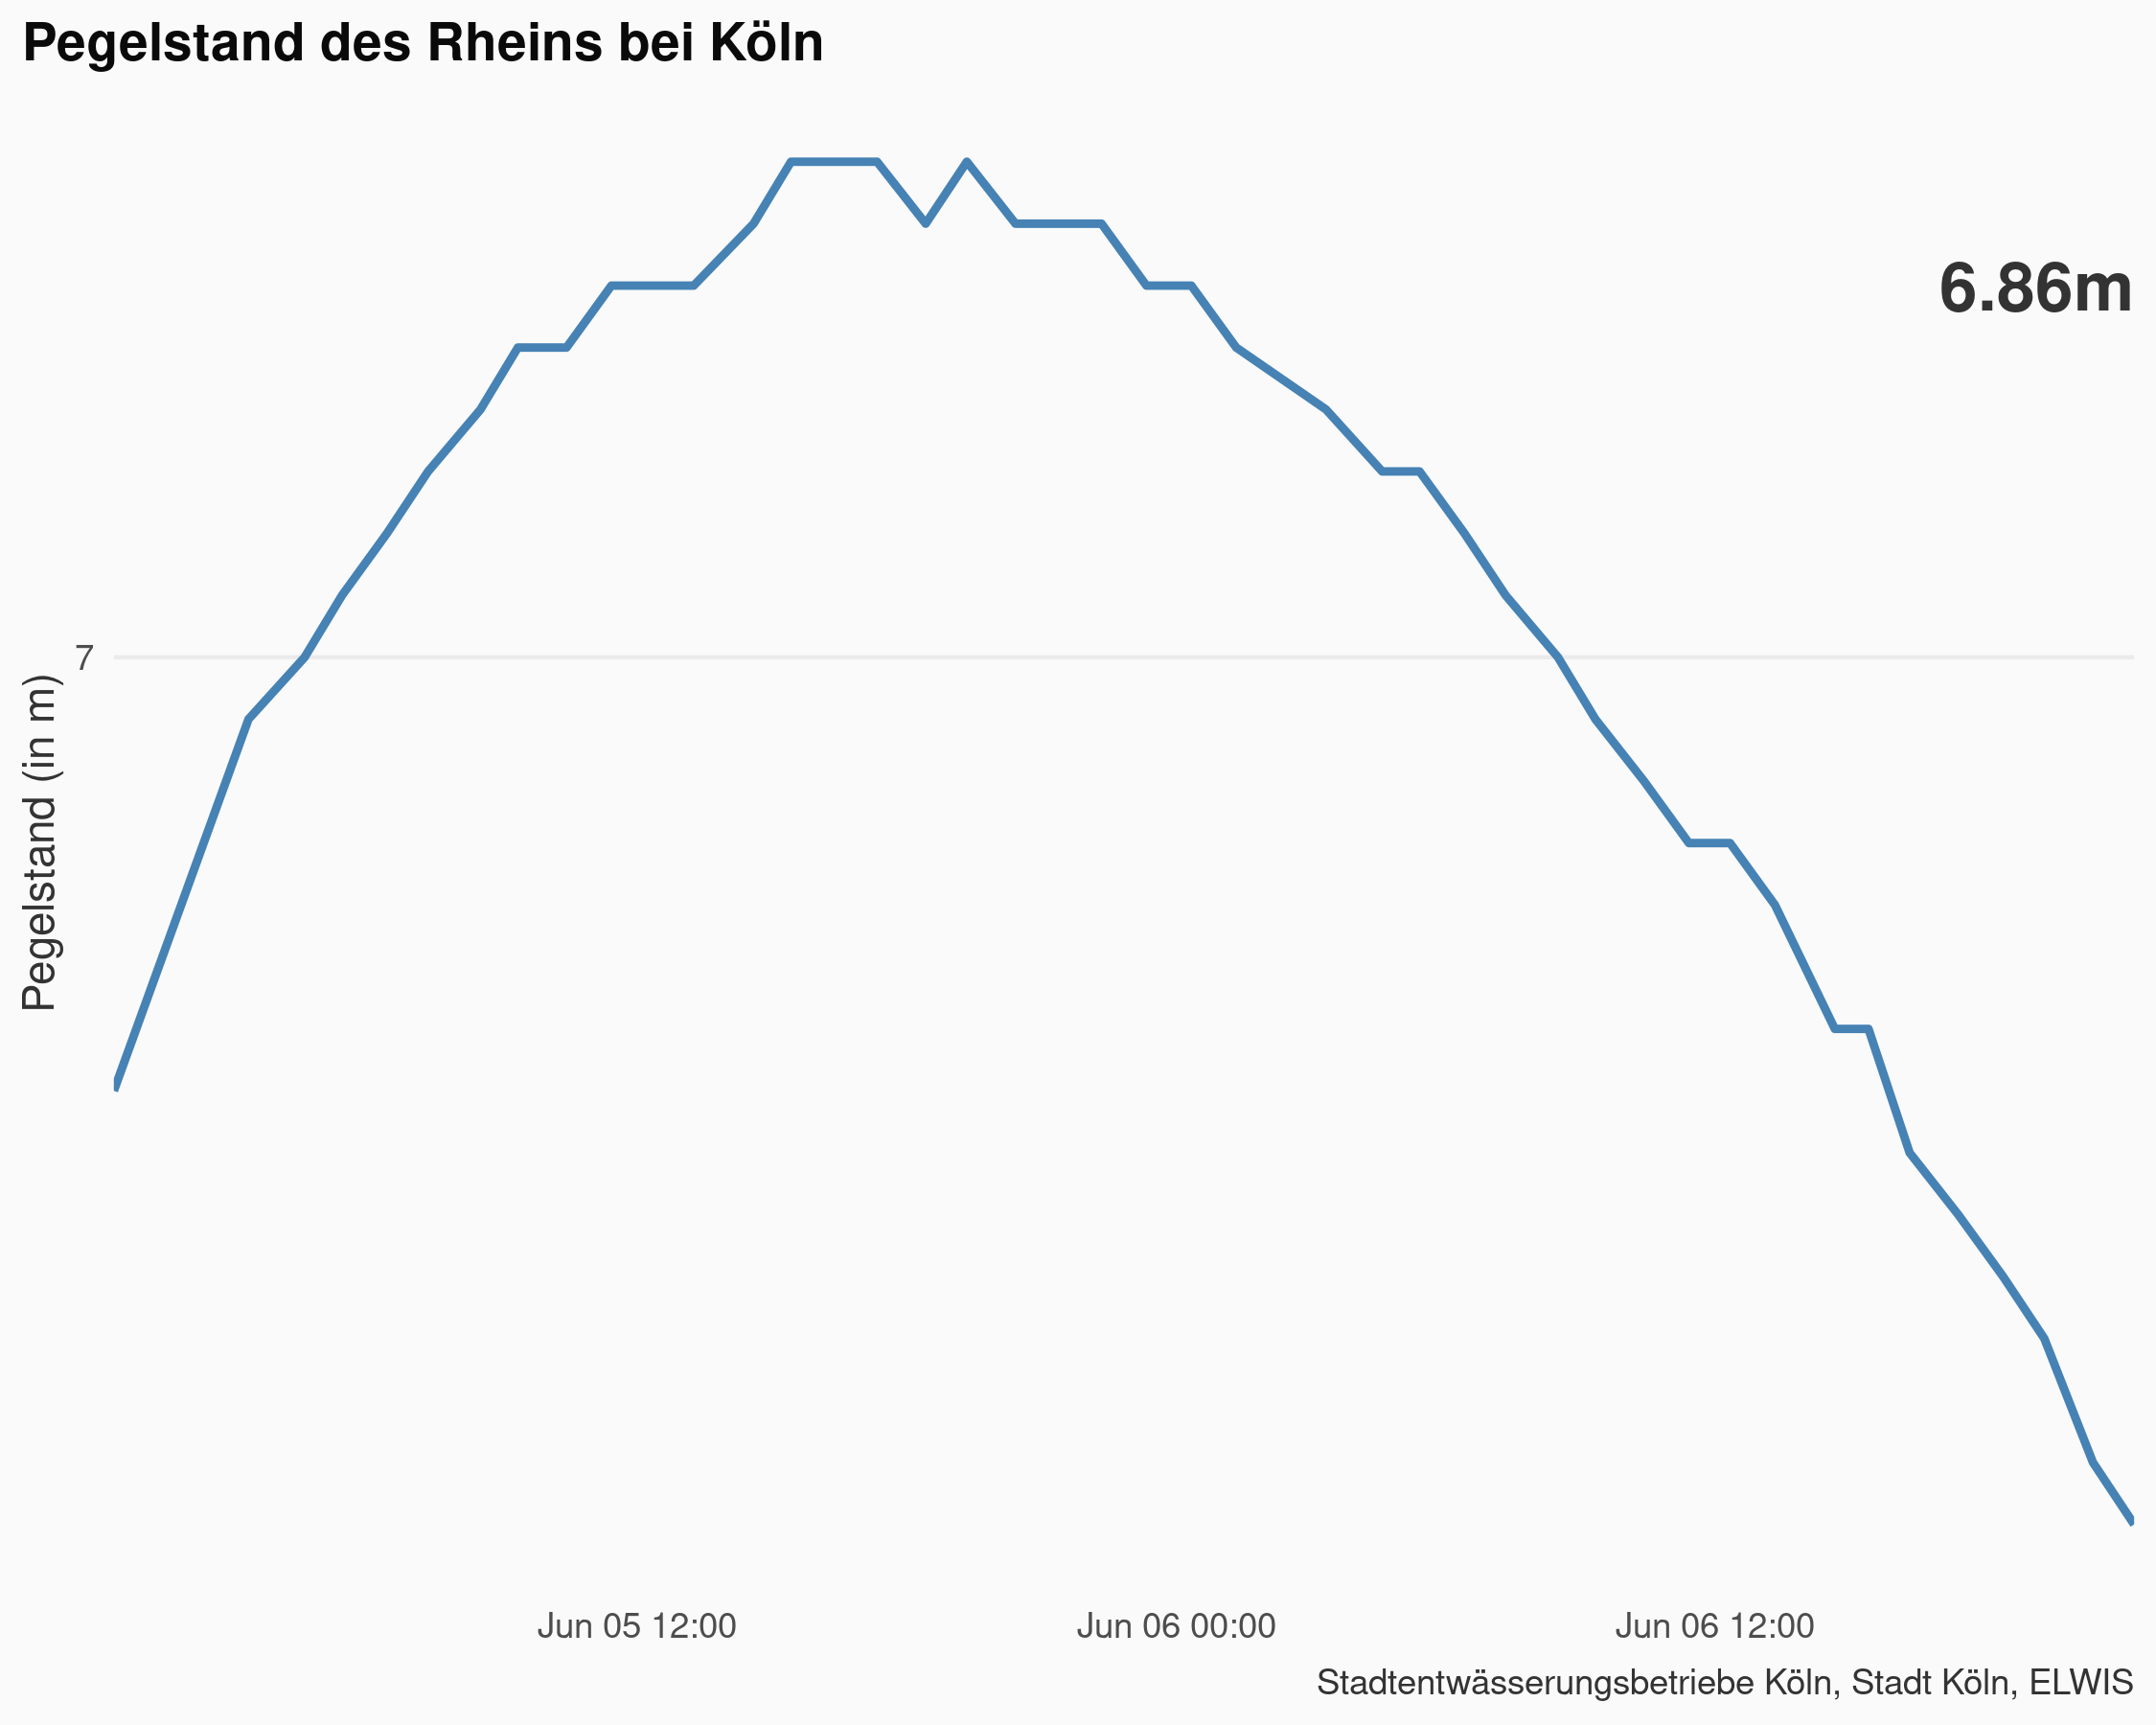 Pegelstand des Rheins bei Köln
6.86m
7
Pegelstand (in m)
Jun 05 12:00
Jun 06 00:00
Jun 06 12:00
Stadtentwässerungsbetriebe Köln, Stadt Köln, ELWIS